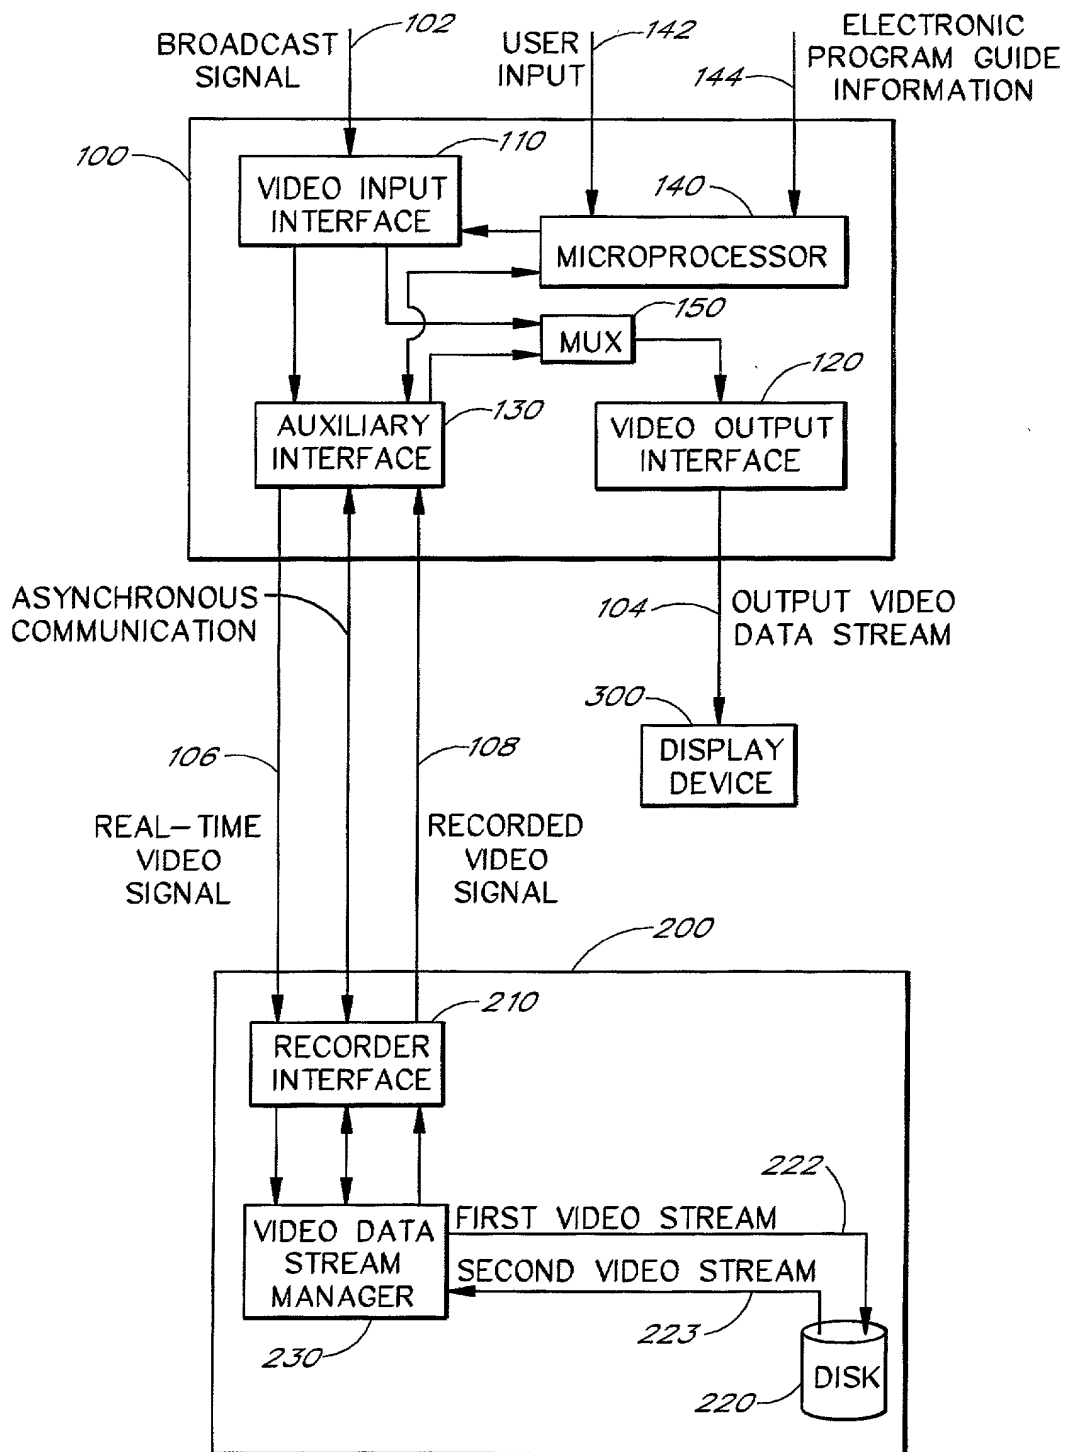 BROADCAST
SIGNAL
102
USER
INPUT
142
144
ELECTRONIC
PROGRAM GUIDE
INFORMATION
100
110
VIDEO INPUT
INTERFACE
140
MICROPROCESSOR
150
MUX
120
AUXILIARY
INTERFACE
130
VIDEO OUTPUT
INTERFACE
ASYNCHRONOUS
COMMUNICATION
104
OUTPUT VIDEO
DATA STREAM
300
DISPLAY
DEVICE
106
108
REAL-TIME
VIDEO
SIGNAL
RECORDED
VIDEO
SIGNAL
200
210
RECORDER
INTERFACE
222
VIDEO DATA
STREAM
MANAGER
FIRST VIDEO STREAM
SECOND VIDEO STREAM
230
223
220
DISK